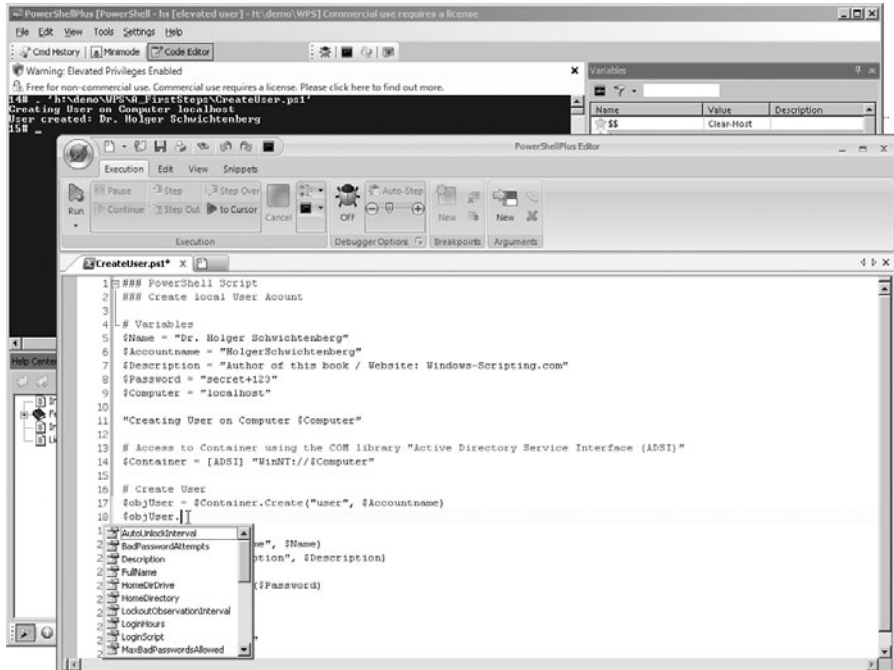 PowerShellPlus [PowerShell - hs [elevated user] - H:\demo\WPS] Commercial use requires a license
File Edit View Tools Settings Help
Cmd History Minimode Code Editor
Warning: Elevated Privileges Enabled
Free for non-commercial use. Commercial use requires a license. Please click here to find out more.
14# . 'h:\demo\WPS\A_FirstSteps\CreateUser.ps1'
Creating User on Computer localhost
User created: Dr. Holger Schwichtenberg
15# _
Variables
Name Value Description
$$ Clear-Host
PowerShellPlus Editor
Execution Edit View Snippets
Run
Pause Step Step Over
Continue Step Out to Cursor
Cancel
OFF
Auto-Step
New
New
Execution Debugger Options Breakpoints Arguments
CreateUser.ps1* X
Help Cente
1 ### PowerShell Script
2 ### Create local User Acount
3
4 # Variables
5 $Name = "Dr. Holger Schwichtenberg"
6 $Accountname = "HolgerSchwichtenberg"
7 $Description = "Author of this book / Website: Windows-Scripting.com"
8 $Password = "secret+123"
9 $Computer = "localhost"
10
11 "Creating User on Computer $Computer"
12
13 # Access to Container using the COM library "Active Directory Service Interface (ADSI)"
14 $Container = [ADSI] "WinNT://$Computer"
15
16 # Create User
17 $objUser = $Container.Create("user", $Accountname)
18 $objUser.
AutoUnlockInterval
BadPasswordAttempts me", $Name)
Description ption", $Description)
FullName
HomeDirDrive ($Password)
HomeDirectory
LockoutObservationInterval
LoginHours
LoginScript "
MaxBadPasswordsAllowed